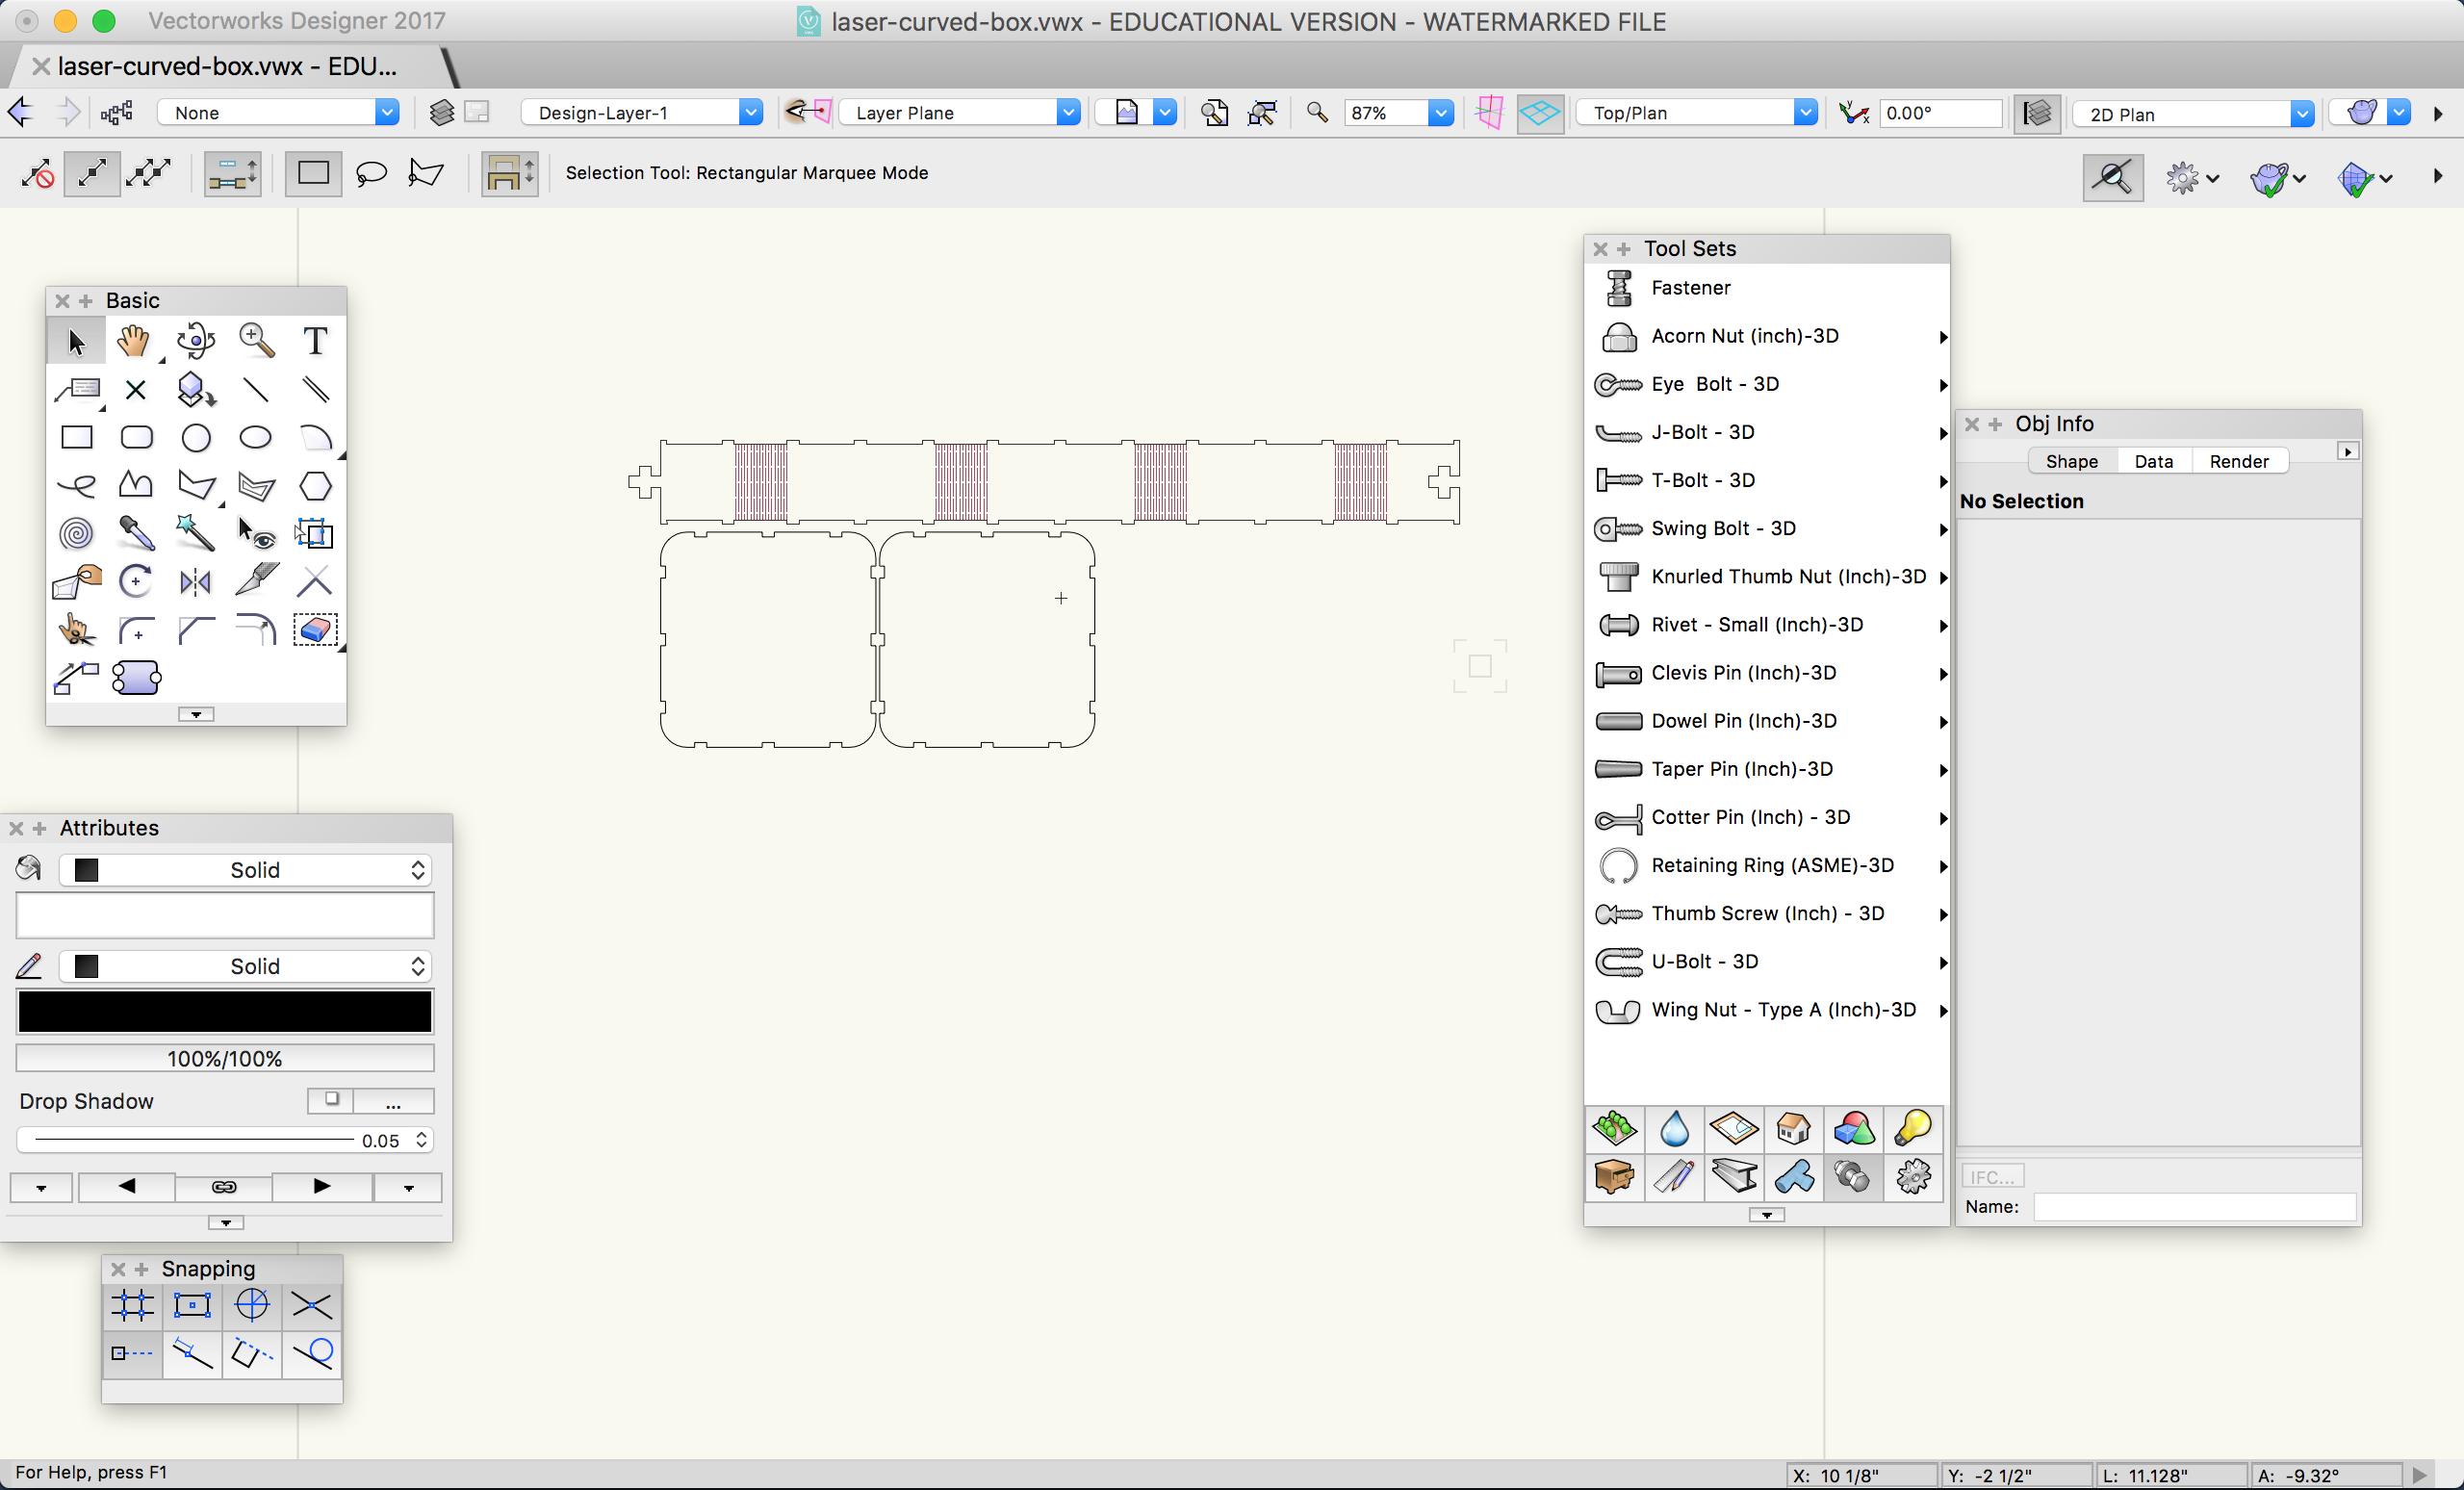 Vectorworks Designer 2017
laser-curved-box.vwx - EDUCATIONAL VERSION - WATERMARKED FILE
laser-curved-box.vwx - EDU...
None
Design-Layer-1
Layer Plane
87%
Top/Plan
0.00°
2D Plan
Selection Tool: Rectangular Marquee Mode
Basic
T
Attributes
Solid
Solid
100%/100%
Drop Shadow
...
0.05
Snapping
Tool Sets
Fastener
Acorn Nut (inch)-3D
Eye Bolt - 3D
J-Bolt - 3D
T-Bolt - 3D
Swing Bolt - 3D
Knurled Thumb Nut (Inch)-3D
Rivet - Small (Inch)-3D
Clevis Pin (Inch)-3D
Dowel Pin (Inch)-3D
Taper Pin (Inch)-3D
Cotter Pin (Inch) - 3D
Retaining Ring (ASME)-3D
Thumb Screw (Inch) - 3D
U-Bolt - 3D
Wing Nut - Type A (Inch)-3D
Obj Info
Shape Data Render
No Selection
IFC...
Name:
For Help, press F1
X: 10 1/8" Y: -2 1/2" L: 11.128" A: -9.32°